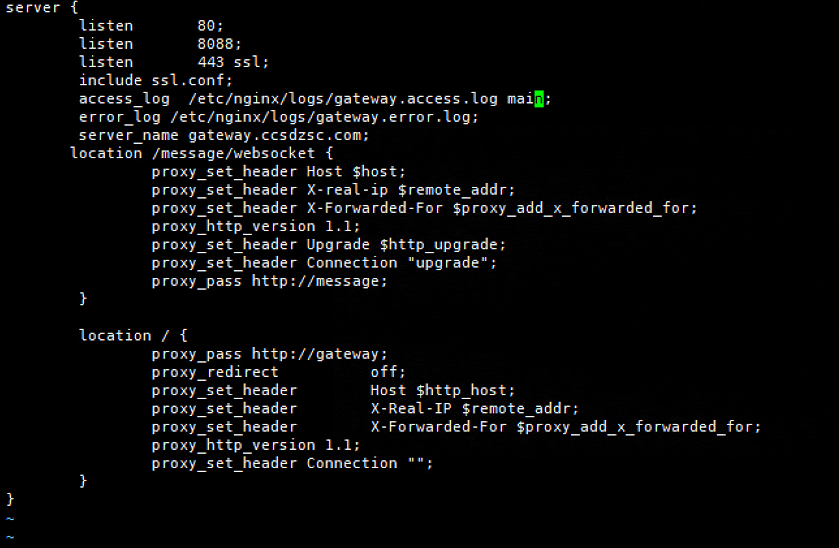 server {
        listen       80;
        listen       8088;
        listen       443 ssl;
        include ssl.conf;
        access_log  /etc/nginx/logs/gateway.access.log main;
        error_log /etc/nginx/logs/gateway.error.log;
        server_name gateway.ccsdzsc.com;
       location /message/websocket {
                proxy_set_header Host $host;
                proxy_set_header X-real-ip $remote_addr;
                proxy_set_header X-Forwarded-For $proxy_add_x_forwarded_for;
                proxy_http_version 1.1;
                proxy_set_header Upgrade $http_upgrade;
                proxy_set_header Connection "upgrade";
                proxy_pass http://message;
        }

        location / {
                proxy_pass http://gateway;
                proxy_redirect          off;
                proxy_set_header        Host $http_host;
                proxy_set_header        X-Real-IP $remote_addr;
                proxy_set_header        X-Forwarded-For $proxy_add_x_forwarded_for;
                proxy_http_version 1.1;
                proxy_set_header Connection "";
        }
}
~
~